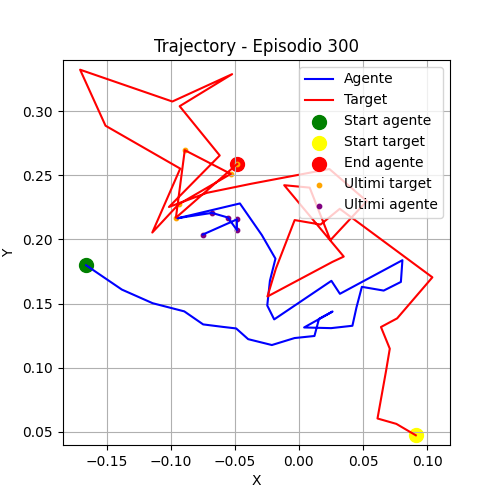 Trajectory - Episodio 300
Agente
Target
Start agente
Start target
End agente
Ultimi target
Ultimi agente
Y
0.30
0.25
0.20
0.15
0.10
0.05
−0.15
−0.10
−0.05
0.00
0.05
0.10
X